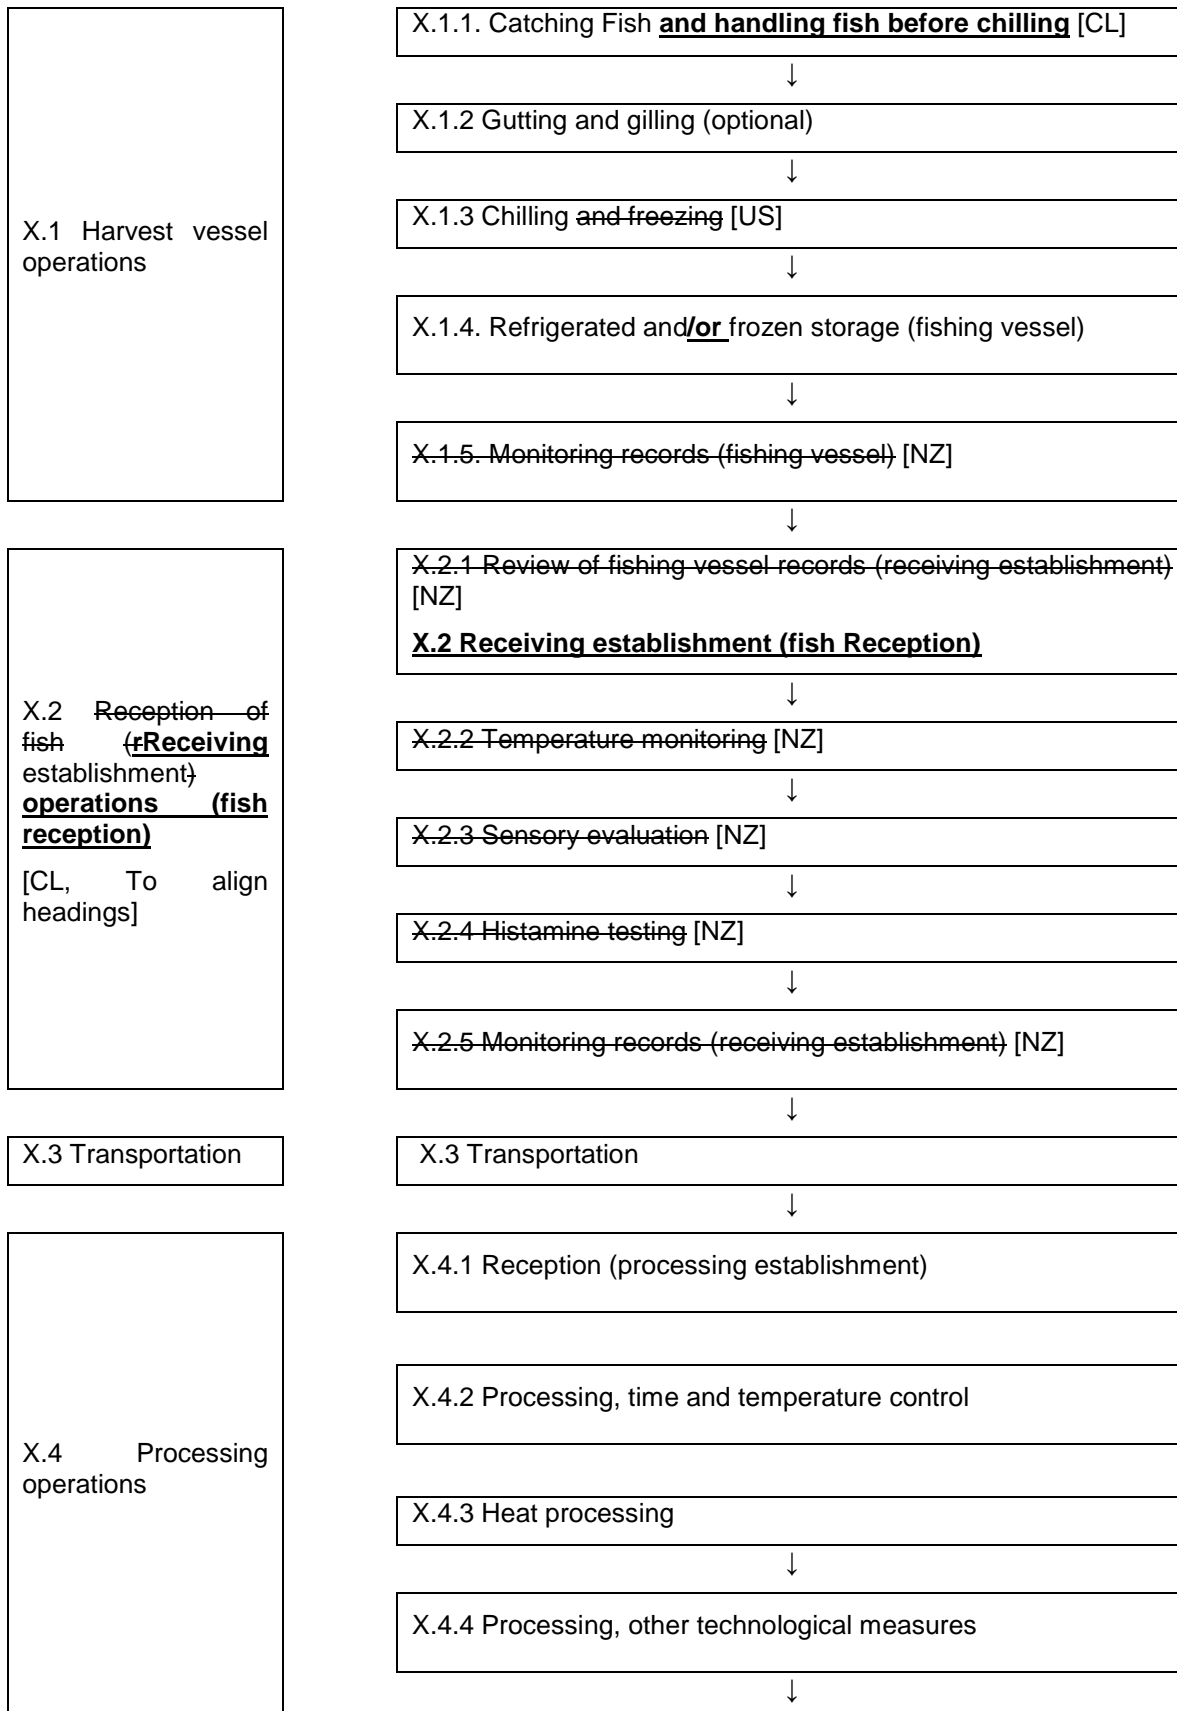 X.1.1. Catching Fish and handling fish before chilling [CL]
↓
X.1.2 Gutting and gilling (optional)
↓
X.1 Harvest vessel
operations
X.1.3 Chilling and freezing [US]
↓
X.1.4. Refrigerated and/or frozen storage (fishing vessel)
↓
X.1.5. Monitoring records (fishing vessel) [NZ]
↓
X.2.1 Review of fishing vessel records (receiving establishment)
[NZ]
X.2 Receiving establishment (fish Reception)
↓
X.2 Reception of
fish (rReceiving
establishment)
operations (fish
reception)
[CL, To align
headings]
X.2.2 Temperature monitoring [NZ]
↓
X.2.3 Sensory evaluation [NZ]
↓
X.2.4 Histamine testing [NZ]
↓
X.2.5 Monitoring records (receiving establishment) [NZ]
↓
X.3 Transportation
X.3 Transportation
↓
X.4.1 Reception (processing establishment)
X.4.2 Processing, time and temperature control
X.4 Processing
operations
X.4.3 Heat processing
↓
X.4.4 Processing, other technological measures
↓